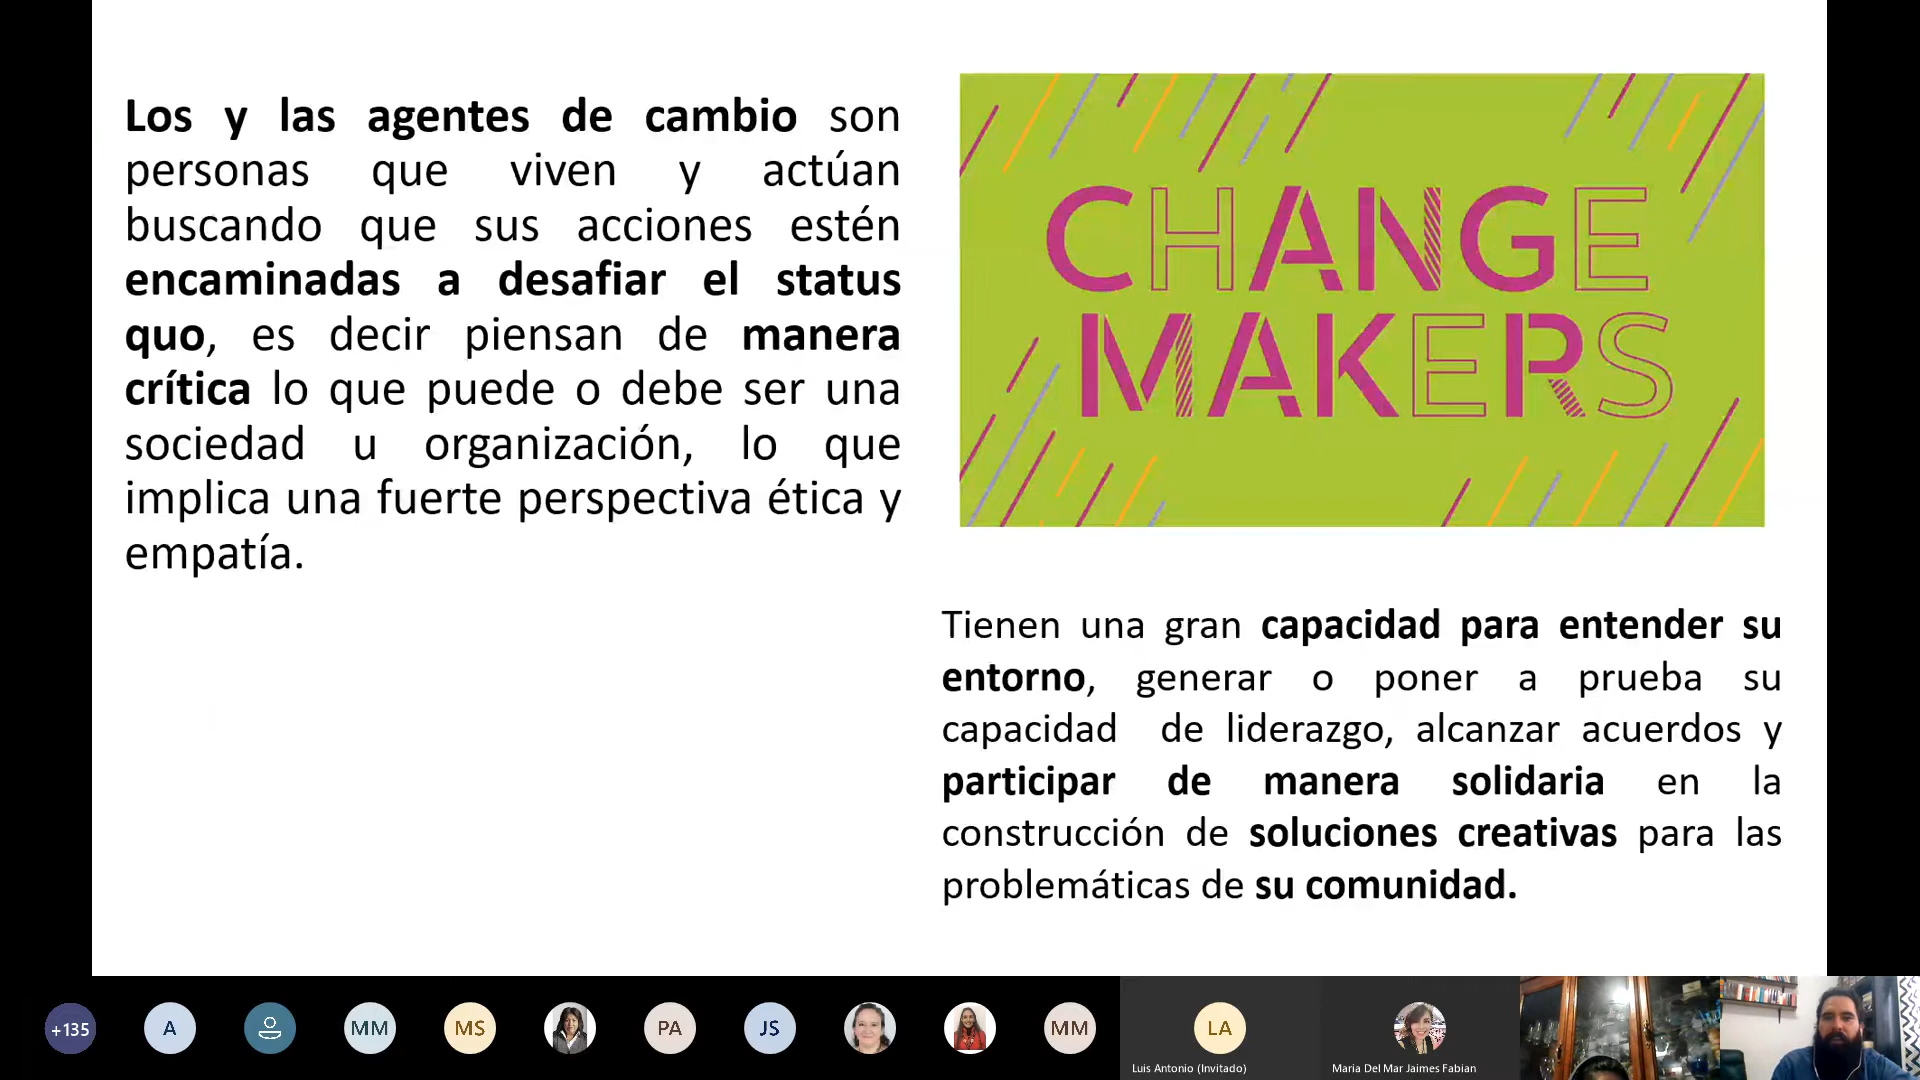 Los y las agentes de cambio son
personas que viven y actúan
buscando que sus acciones estén
encaminadas a desafiar el status
quo, es decir piensan de manera
crítica lo que puede o debe ser una
sociedad u organización, lo que
implica una fuerte perspectiva ética y
empatía.
CHANGE
MAKERS
Tienen una gran capacidad para entender su
entorno, generar o poner a prueba su
capacidad de liderazgo, alcanzar acuerdos y
participar de manera solidaria en la
construcción de soluciones creativas para las
problemáticas de su comunidad.
+135
A
MM
MS
PA
JS
MM
LA
Luis Antonio (Invitado)
Maria Del Mar Jaimes Fabian